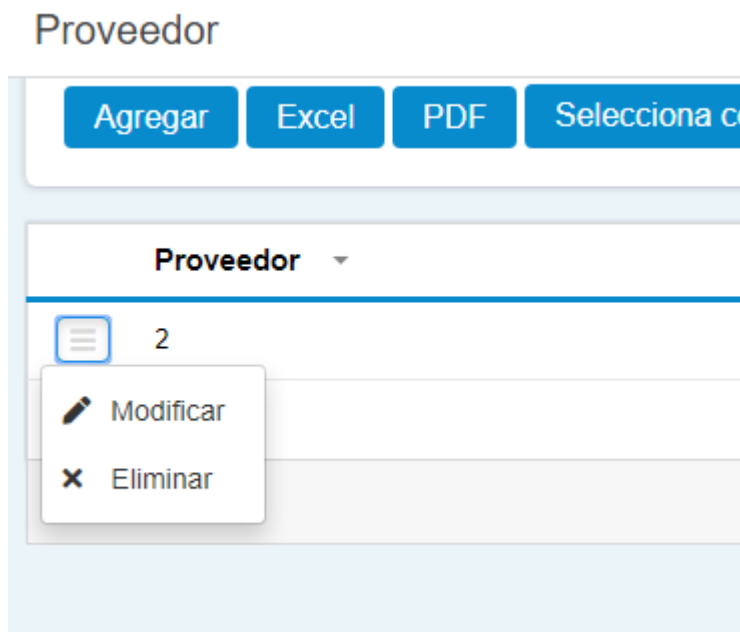 Proveedor
Agregar Excel PDF Selecciona
Proveedor
2
Modificar
Eliminar